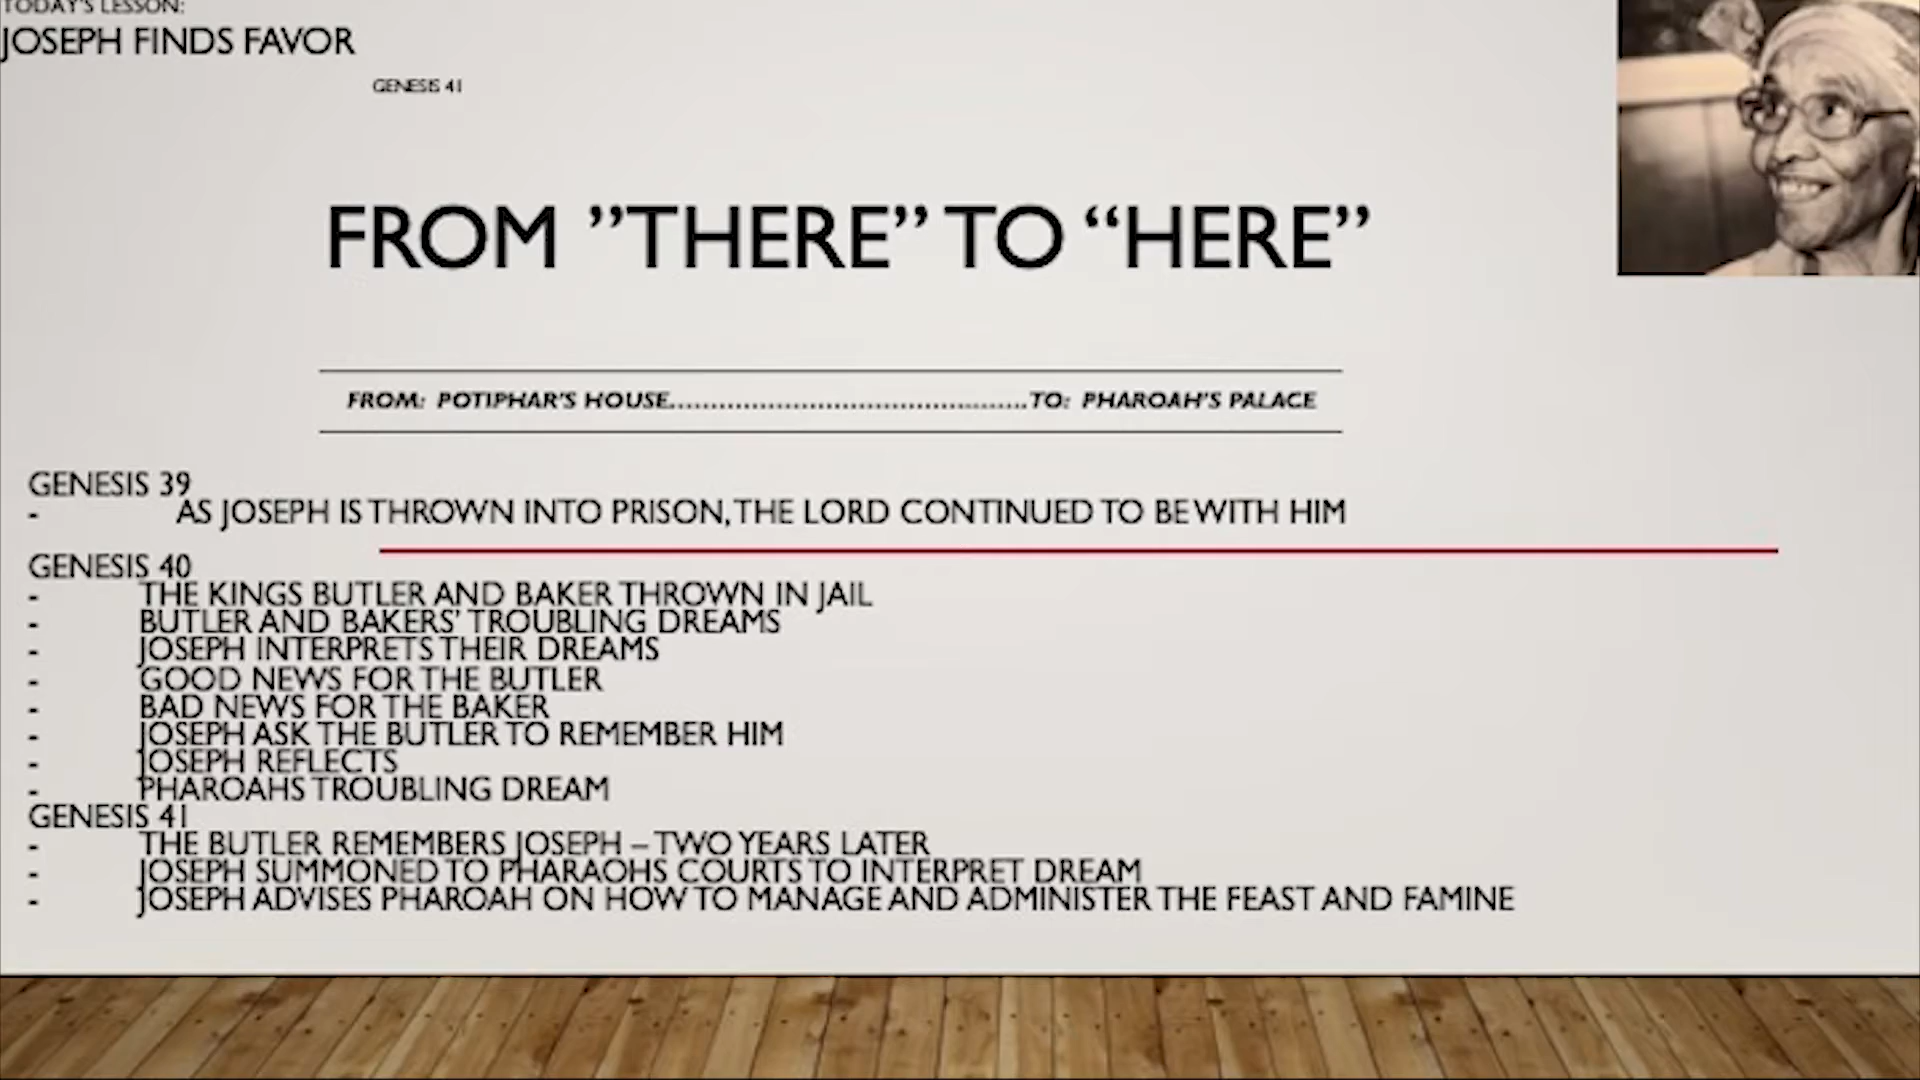 TODAY'S LESSON:
JOSEPH FINDS FAVOR
GENESIS 41
FROM ”THERE” TO “HERE”
FROM: POTIPHAR'S HOUSE..........................................TO: PHAROAH'S PALACE
GENESIS 39
- AS JOSEPH IS THROWN INTO PRISON, THE LORD CONTINUED TO BE WITH HIM
GENESIS 40
- THE KINGS BUTLER AND BAKER THROWN IN JAIL
- BUTLER AND BAKERS' TROUBLING DREAMS
- JOSEPH INTERPRETS THEIR DREAMS
- GOOD NEWS FOR THE BUTLER
- BAD NEWS FOR THE BAKER
- JOSEPH ASK THE BUTLER TO REMEMBER HIM
- JOSEPH REFLECTS
- PHAROAHS TROUBLING DREAM
GENESIS 41
- THE BUTLER REMEMBERS JOSEPH – TWO YEARS LATER
- JOSEPH SUMMONED TO PHARAOHS COURTS TO INTERPRET DREAM
- JOSEPH ADVISES PHAROAH ON HOW TO MANAGE AND ADMINISTER THE FEAST AND FAMINE